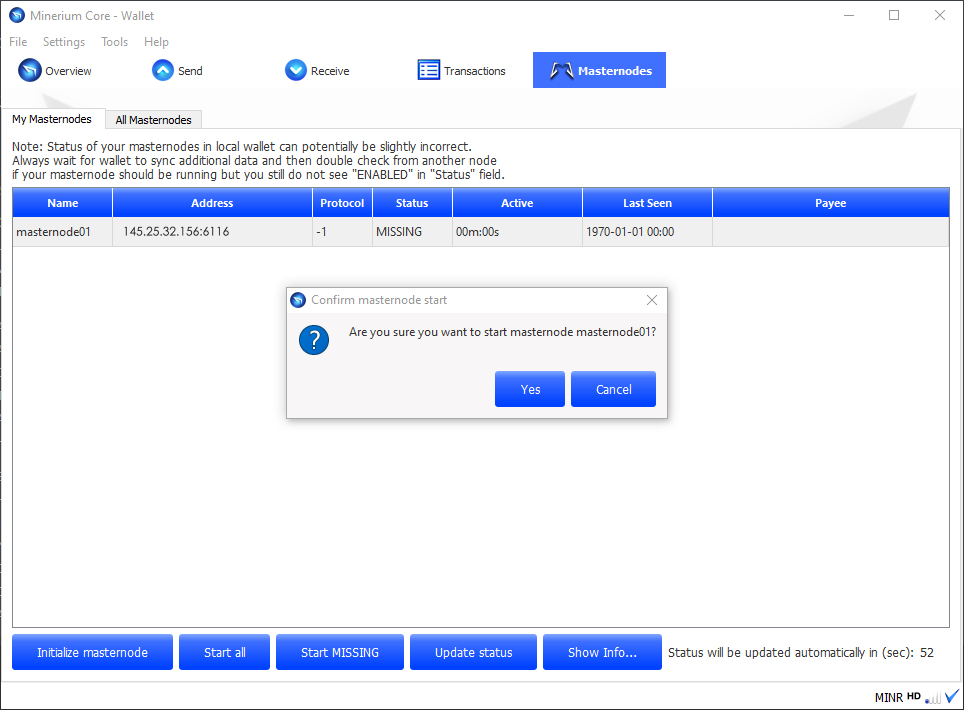 Minerium Core - Wallet
File Settings Tools Help
Overview Send Receive Transactions Masternodes
My Masternodes All Masternodes
Note: Status of your masternodes in local wallet can potentially be slightly incorrect.
Always wait for wallet to sync additional data and then double check from another node
if your masternode should be running but you still do not see "ENABLED" in "Status" field.
Name Address Protocol Status Active Last Seen Payee
masternode01 145.25.32.156:6116 -1 MISSING 00m:00s 1970-01-01 00:00
Confirm masternode start
Are you sure you want to start masternode masternode01?
Yes Cancel
Initialize masternode Start all Start MISSING Update status Show Info... Status will be updated automatically in (sec): 52
MINR HD